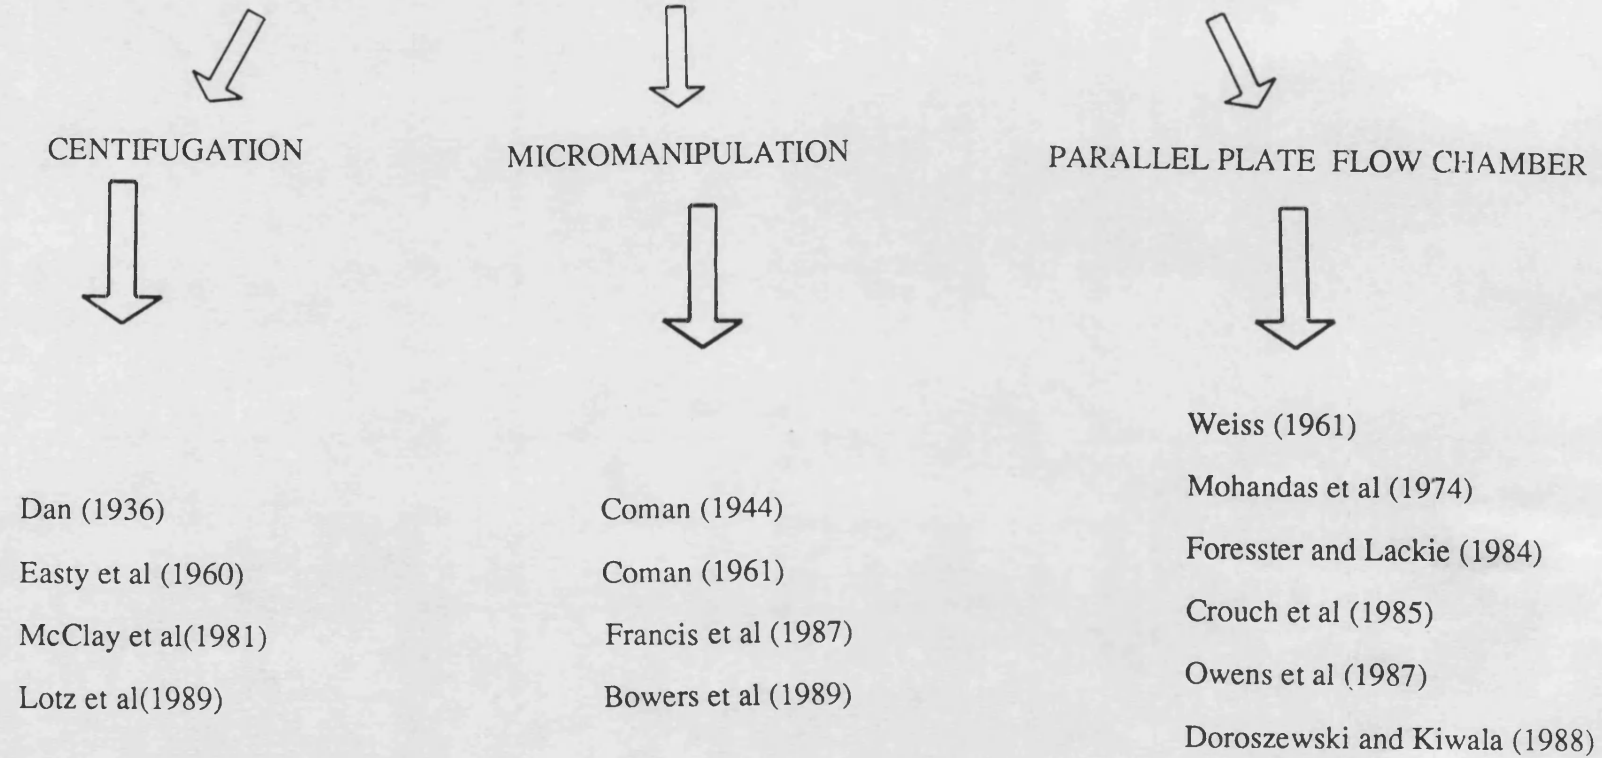 CENTIFUGATION
MICROMANIPULATION
PARALLEL PLATE FLOW CHAMBER
Dan (1936)
Easty et al (1960)
McClay et al(1981)
Lotz et al(1989)
Coman (1944)
Coman (1961)
Francis et al (1987)
Bowers et al (1989)
Weiss (1961)
Mohandas et al (1974)
Foresster and Lackie (1984)
Crouch et al (1985)
Owens et al (1987)
Doroszewski and Kiwala (1988)